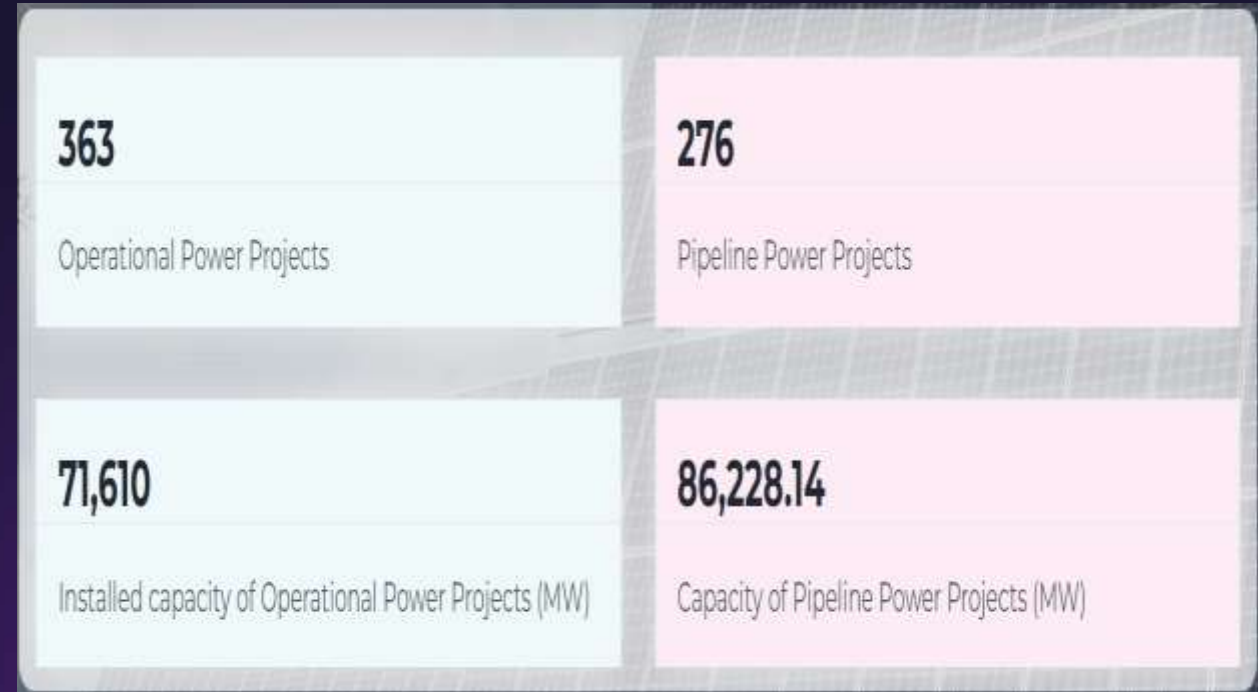 363
Operational Power Projects
276
Pipeline Power Projects
71,610
Installed capacity of Operational Power Projects (MW)
86,228.14
Capacity of Pipeline Power Projects (MW)